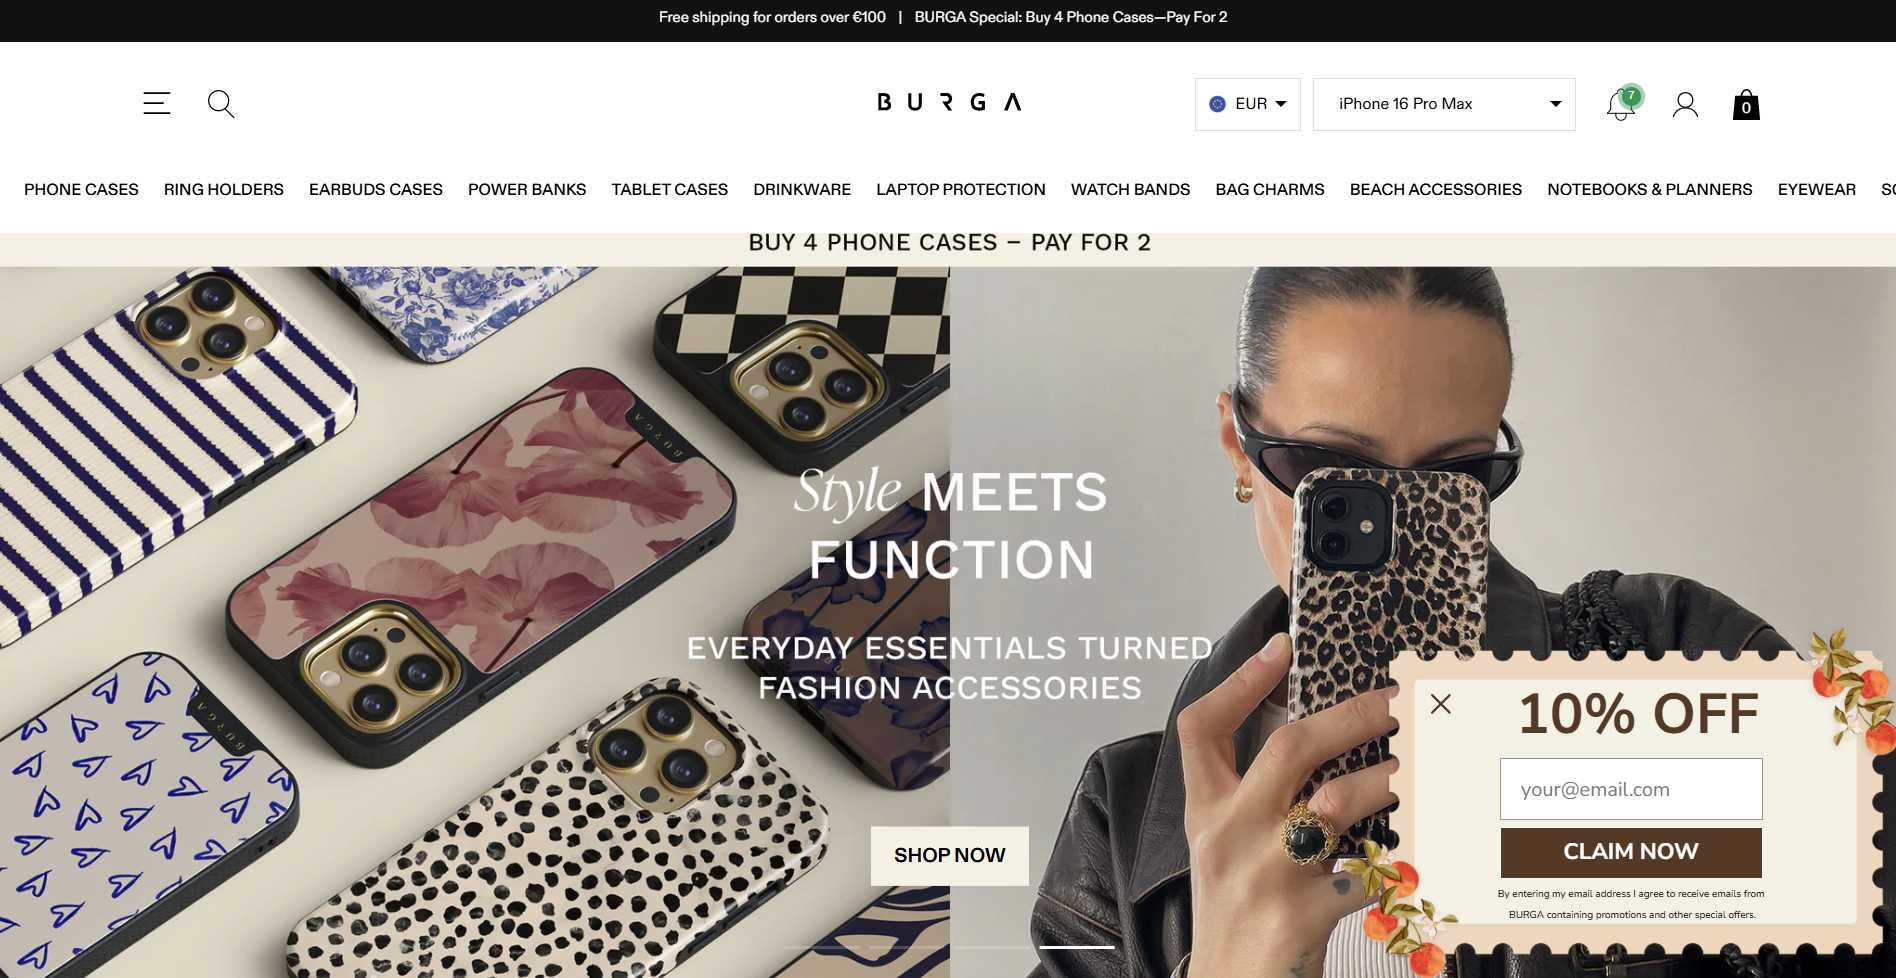 Free shipping for orders over €100 | BURGA Special: Buy 4 Phone Cases—Pay For 2
BURGA
EUR
iPhone 16 Pro Max
7
0
PHONE CASES RING HOLDERS EARBUDS CASES POWER BANKS TABLET CASES DRINKWARE LAPTOP PROTECTION WATCH BANDS BAG CHARMS BEACH ACCESSORIES NOTEBOOKS & PLANNERS EYEWEAR
BUY 4 PHONE CASES – PAY FOR 2
BURGA
Style MEETS
FUNCTION
EVERYDAY ESSENTIALS TURNED
FASHION ACCESSORIES
BURGA
SHOP NOW
10% OFF
your@email.com
CLAIM NOW
By entering my email address I agree to receive emails from
BURGA containing promotions and other special offers.